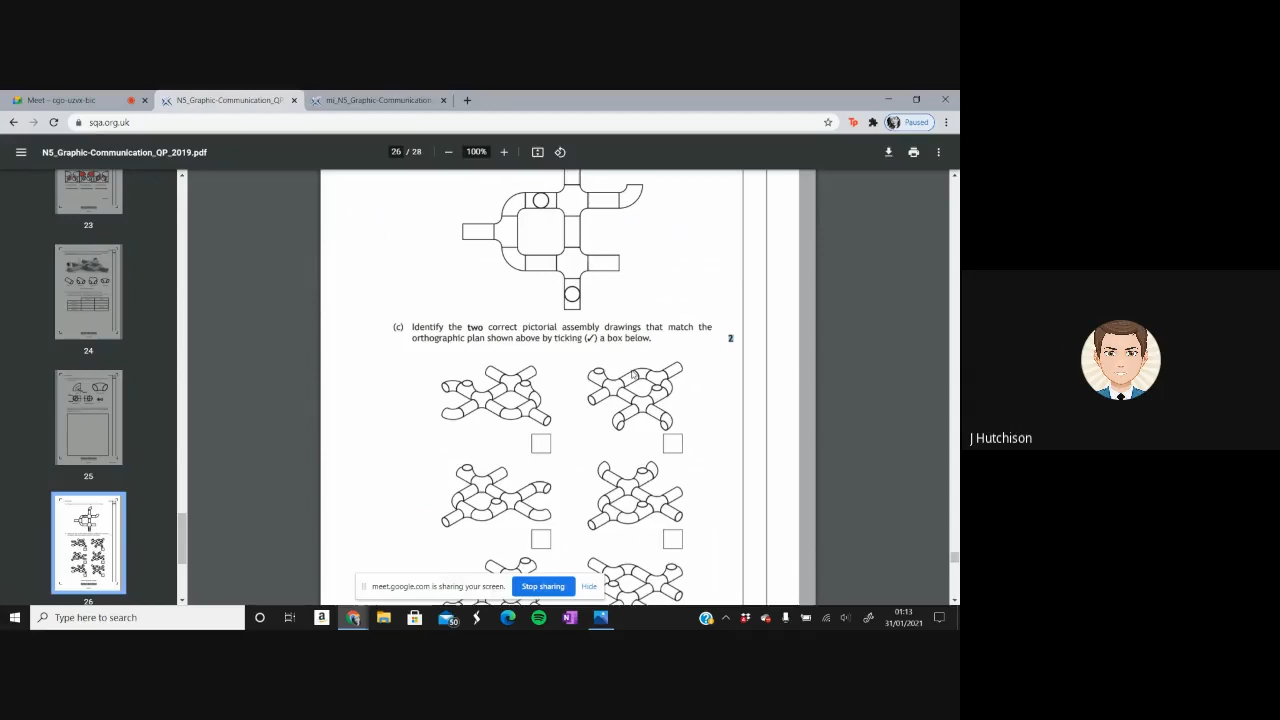 Meet – cgo-uzvx-bic
N5_Graphic-Communication_QP
mi_N5_Graphic-Communication
sqa.org.uk
Paused
N5_Graphic-Communication_QP_2019.pdf
26 / 28
100%
23
24
25
26
(c) Identify the two correct pictorial assembly drawings that match the
orthographic plan shown above by ticking (✓) a box below.
2
meet.google.com is sharing your screen.
Stop sharing
Hide
J Hutchison
Type here to search
50
01:13
31/01/2021